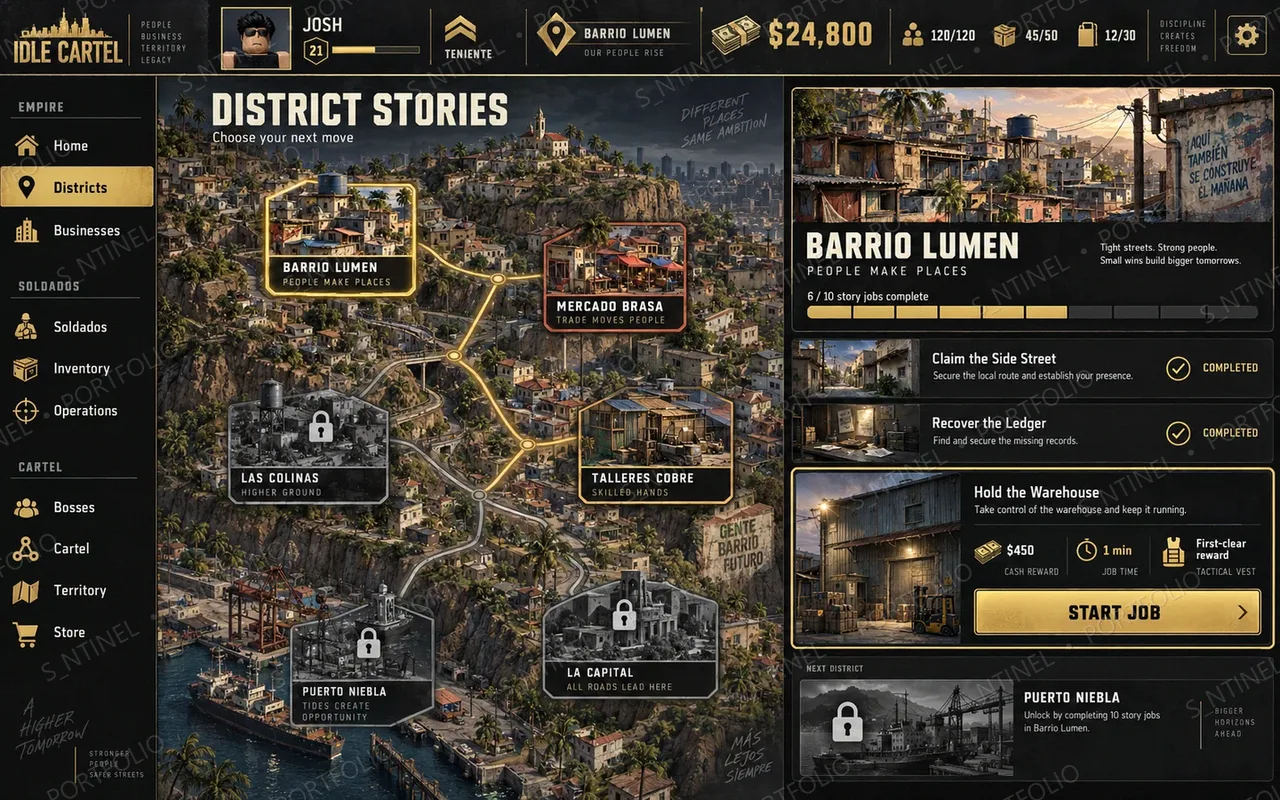 IDLE CARTEL
PEOPLE
BUSINESS
TERRITORY
LEGACY
JOSH
21
TENIENTE
BARRIO LUMEN
OUR PEOPLE RISE
$24,800
120/120
45/50
12/30
DISCIPLINE
CREATES
FREEDOM
EMPIRE
Home
Districts
Businesses
SOLDADOS
Soldados
Inventory
Operations
CARTEL
Bosses
Cartel
Territory
Store
A
HIGHER
TOMORROW
STRONGER
PEOPLE
SAFER STREETS
DISTRICT STORIES
Choose your next move
DIFFERENT
PLACES
SAME AMBITION
BARRIO LUMEN
PEOPLE MAKE PLACES
MERCADO BRASA
TRADE MOVES PEOPLE
LAS COLINAS
HIGHER GROUND
TALLERES COBRE
SKILLED HANDS
GENTE
BARRIO
FUTURO
PUERTO NIEBLA
TIDES CREATE
OPPORTUNITY
LA CAPITAL
ALL ROADS LEAD HERE
MÁS
LEJOS
SIEMPRE
¡AQUÍ
TAMBIÉN
SE CONSTRUYE
EL MAÑANA
BARRIO LUMEN
PEOPLE MAKE PLACES
Tight streets. Strong people.
Small wins build bigger tomorrows.
6 / 10 story jobs complete
Claim the Side Street
Secure the local route and establish your presence.
COMPLETED
Recover the Ledger
Find and secure the missing records.
COMPLETED
Hold the Warehouse
Take control of the warehouse and keep it running.
$450
CASH REWARD
1 min
JOB TIME
First-clear
reward
TACTICAL VEST
START JOB
NEXT DISTRICT
PUERTO NIEBLA
Unlock by completing 10 story jobs
in Barrio Lumen.
BIGGER
HORIZONS
AHEAD
S_NTINEL • PORTFOLIO